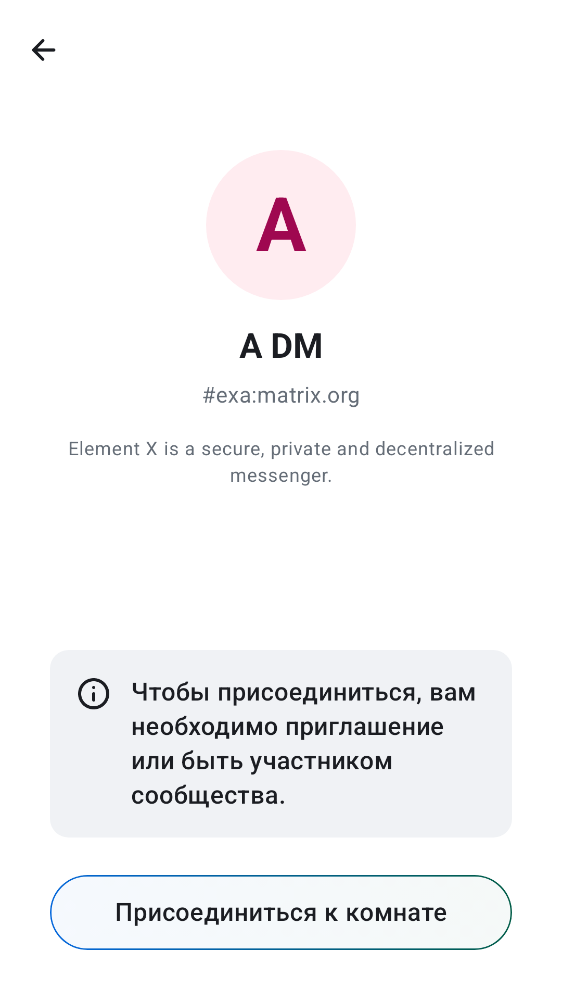 A
A DM
#exa:matrix.org
Element X is a secure, private and decentralized
messenger.
Чтобы присоединиться, вам
необходимо приглашение
или быть участником
сообщества.
Присоединиться к комнате